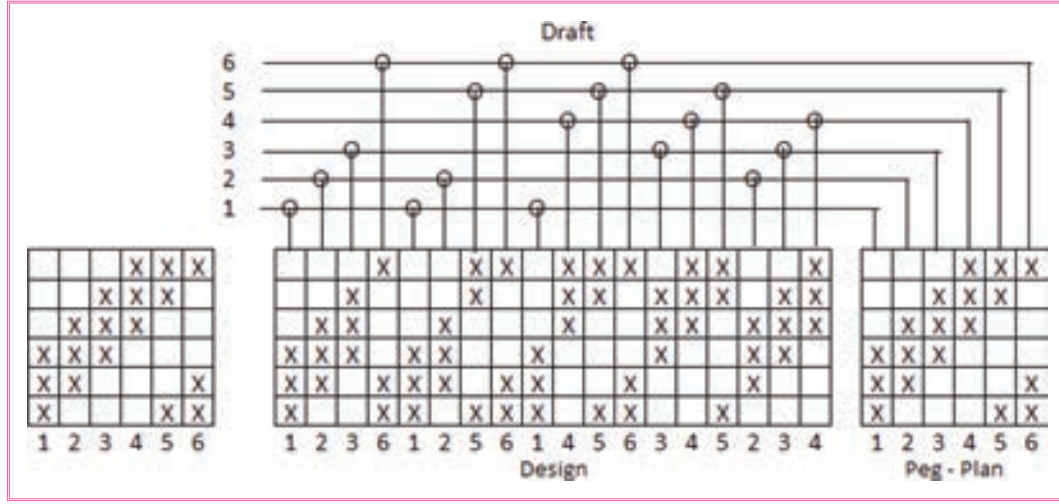 Draft
6
5
4
3
2
1
X X X X X X X X X X X X X X X
X X X X X X X X X X X X X X X
X X X X X X X X X X X X X X X
X X X X X X X X X X X X X X X
X X X X X X X X X X X X X X X
X X X X X X X X X X X X X X X
1 2 3 4 5 6 1 2 3 6 1 2 5 6 1 4 5 6 3 4 5 2 3 4 1 2 3 4 5 6
Design Peg - Plan